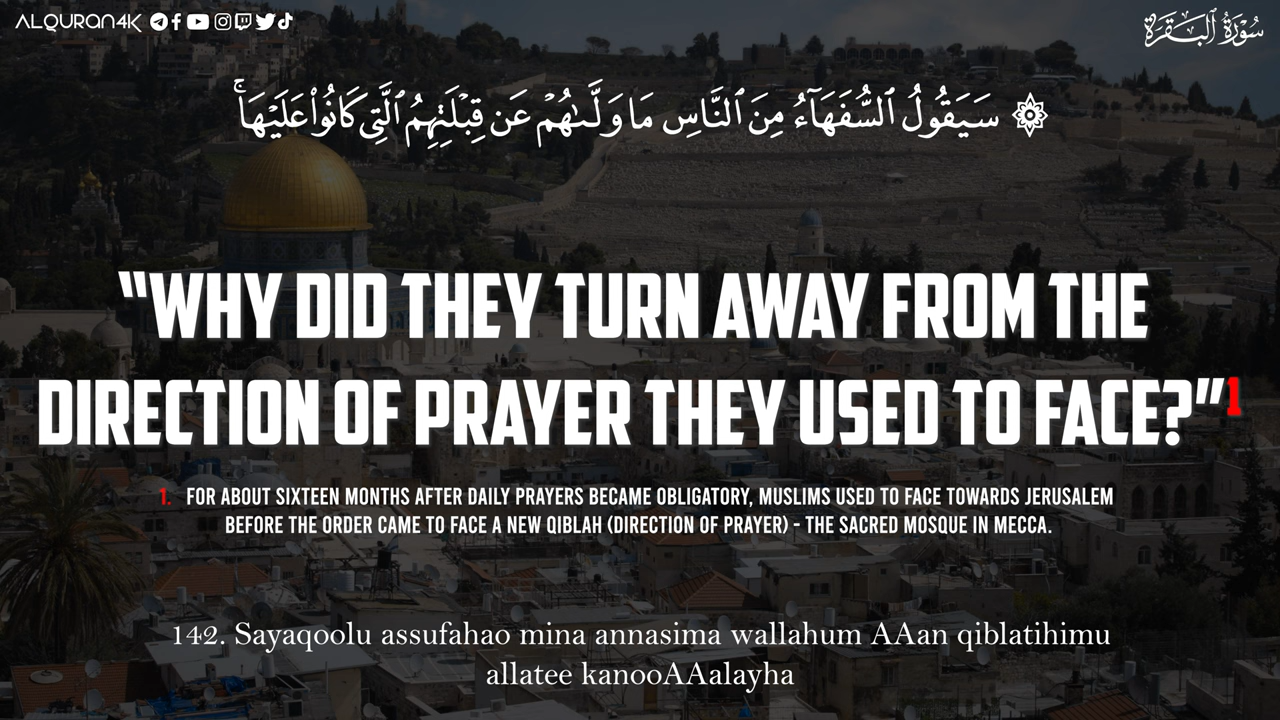 ALQURAN4K
سُورَةُ الْبَقَرَة
۞ سَيَقُولُ ٱلسُّفَهَآءُ مِنَ ٱلنَّاسِ مَا وَلَّىٰهُمْ عَن قِبْلَتِهِمُ ٱلَّتِى كَانُوا۟ عَلَيْهَا ۚ
“WHY DID THEY TURN AWAY FROM THE
DIRECTION OF PRAYER THEY USED TO FACE?”1
1. FOR ABOUT SIXTEEN MONTHS AFTER DAILY PRAYERS BECAME OBLIGATORY, MUSLIMS USED TO FACE TOWARDS JERUSALEM
BEFORE THE ORDER CAME TO FACE A NEW QIBLAH (DIRECTION OF PRAYER) - THE SACRED MOSQUE IN MECCA.
142. Sayaqoolu assufahao mina annasima wallahum AAan qiblatihimu
allatee kanooAAalayha